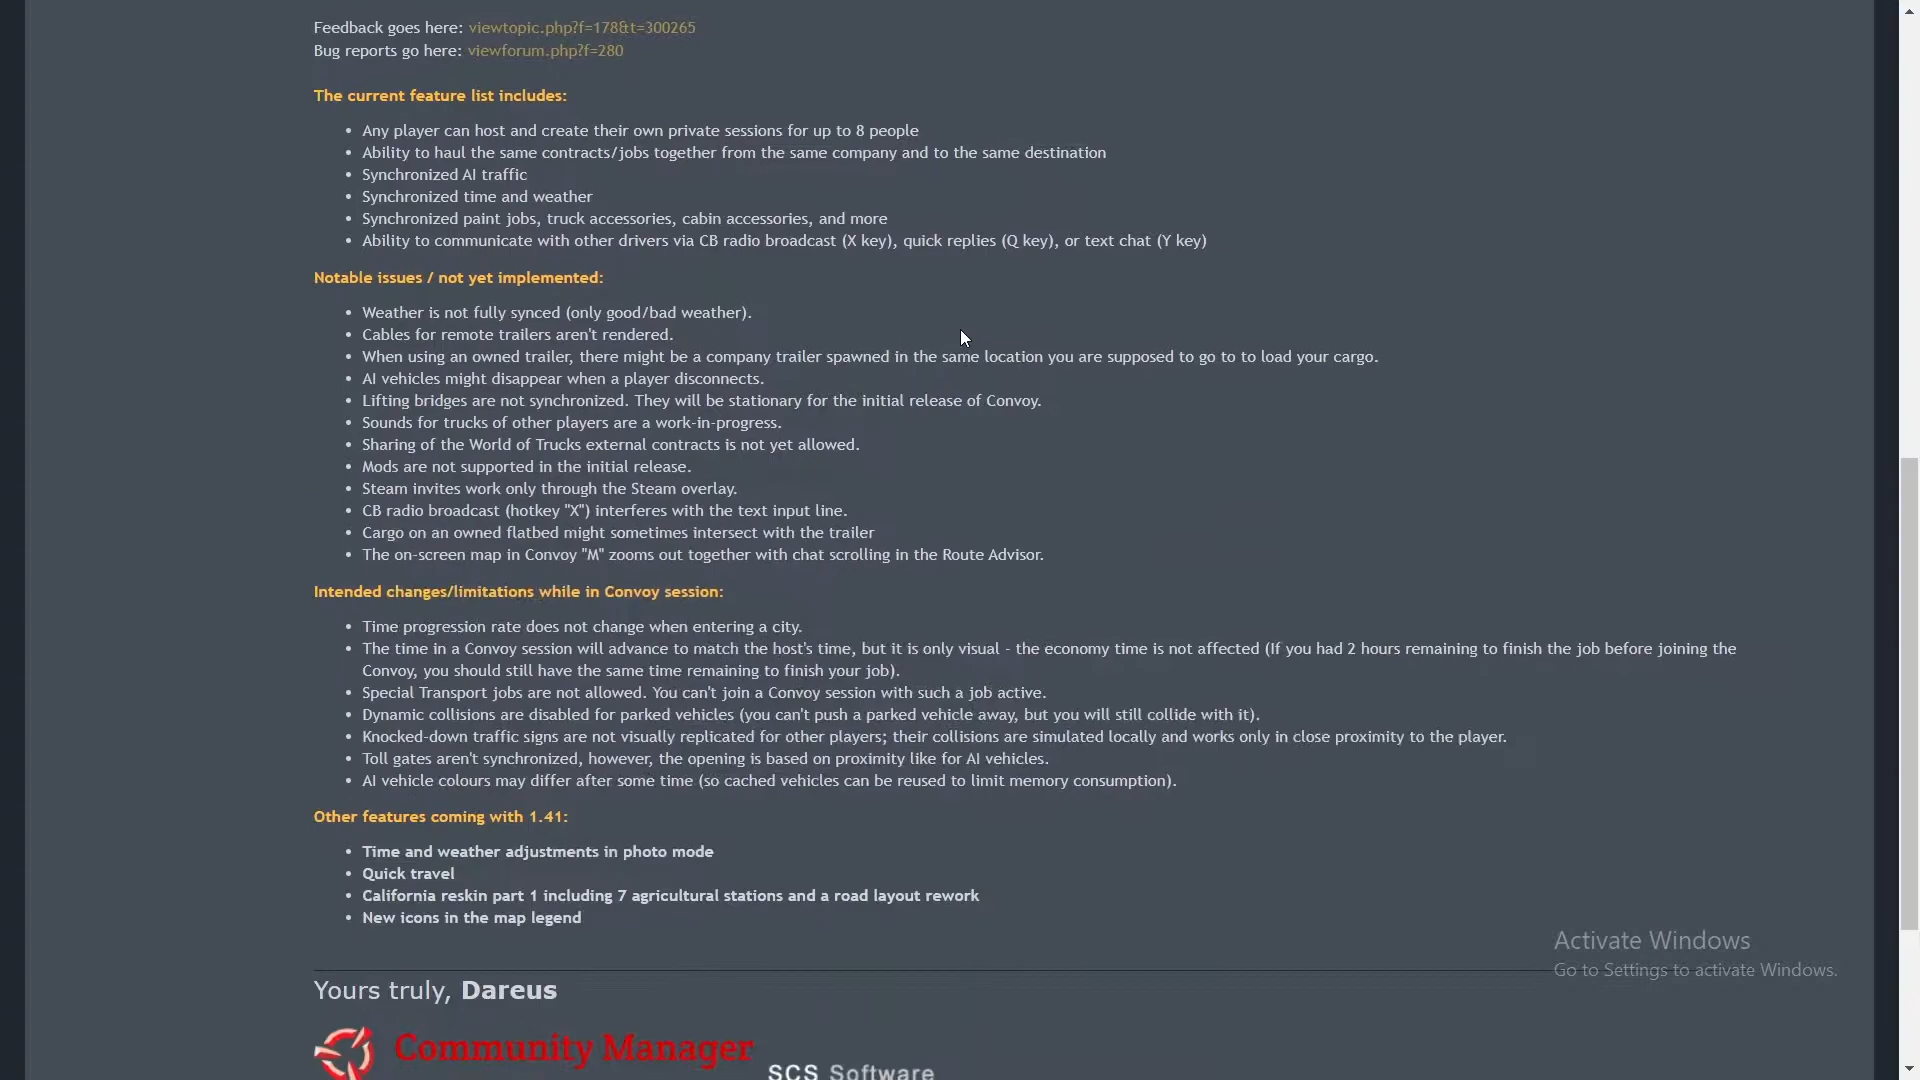 Feedback goes here: viewtopic.php?f=178&t=300265
Bug reports go here: viewforum.php?f=280
The current feature list includes:
• Any player can host and create their own private sessions for up to 8 people
• Ability to haul the same contracts/jobs together from the same company and to the same destination
• Synchronized AI traffic
• Synchronized time and weather
• Synchronized paint jobs, truck accessories, cabin accessories, and more
• Ability to communicate with other drivers via CB radio broadcast (X key), quick replies (Q key), or text chat (Y key)
Notable issues / not yet implemented:
• Weather is not fully synced (only good/bad weather).
• Cables for remote trailers aren't rendered.
• When using an owned trailer, there might be a company trailer spawned in the same location you are supposed to go to to load your cargo.
• AI vehicles might disappear when a player disconnects.
• Lifting bridges are not synchronized. They will be stationary for the initial release of Convoy.
• Sounds for trucks of other players are a work-in-progress.
• Sharing of the World of Trucks external contracts is not yet allowed.
• Mods are not supported in the initial release.
• Steam invites work only through the Steam overlay.
• CB radio broadcast (hotkey "X") interferes with the text input line.
• Cargo on an owned flatbed might sometimes intersect with the trailer
• The on-screen map in Convoy "M" zooms out together with chat scrolling in the Route Advisor.
Intended changes/limitations while in Convoy session:
• Time progression rate does not change when entering a city.
• The time in a Convoy session will advance to match the host's time, but it is only visual - the economy time is not affected (If you had 2 hours remaining to finish the job before joining the
Convoy, you should still have the same time remaining to finish your job).
• Special Transport jobs are not allowed. You can't join a Convoy session with such a job active.
• Dynamic collisions are disabled for parked vehicles (you can't push a parked vehicle away, but you will still collide with it).
• Knocked-down traffic signs are not visually replicated for other players; their collisions are simulated locally and works only in close proximity to the player.
• Toll gates aren't synchronized, however, the opening is based on proximity like for AI vehicles.
• AI vehicle colours may differ after some time (so cached vehicles can be reused to limit memory consumption).
Other features coming with 1.41:
• Time and weather adjustments in photo mode
• Quick travel
• California reskin part 1 including 7 agricultural stations and a road layout rework
• New icons in the map legend
Activate Windows
Go to Settings to activate Windows.
Yours truly, Dareus
Community Manager
SCS Software